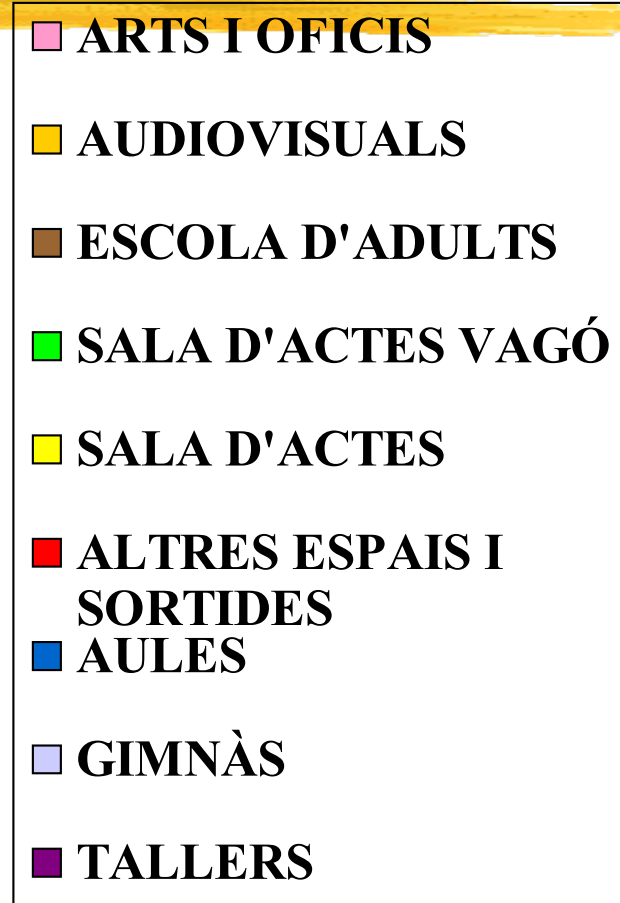 ARTS I OFICIS
AUDIOVISUALS
ESCOLA D'ADULTS
SALA D'ACTES VAGÓ
SALA D'ACTES
ALTRES ESPAIS I
SORTIDES
AULES
GIMNÀS
TALLERS